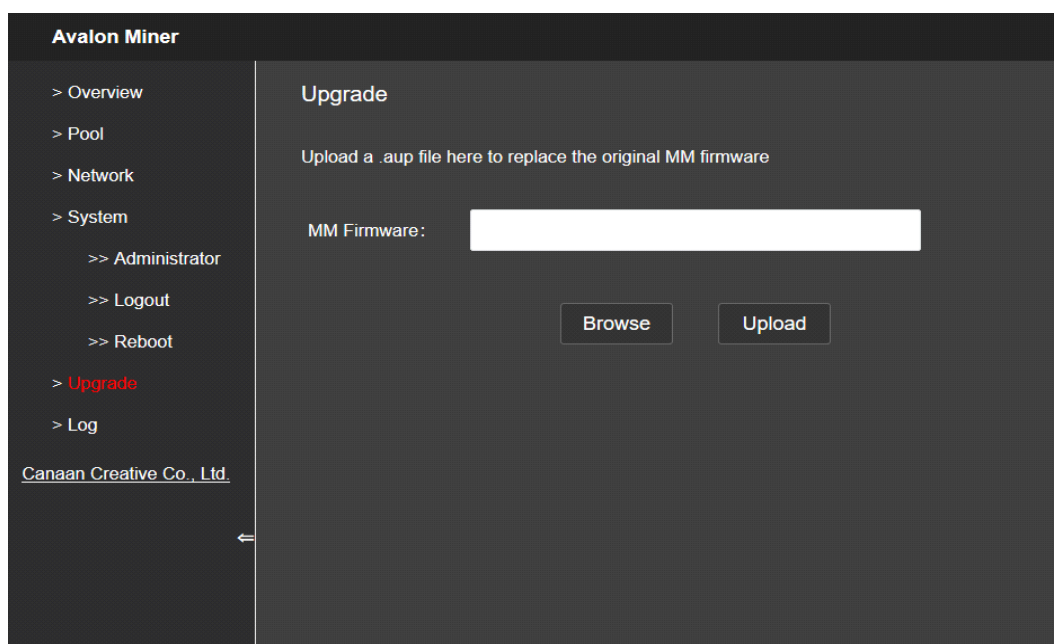 Avalon Miner
> Overview
> Pool
> Network
> System
>> Administrator
>> Logout
>> Reboot
> Upgrade
> Log
Canaan Creative Co., Ltd.
⇐
Upgrade
Upload a .aup file here to replace the original MM firmware
MM Firmware:
Browse Upload